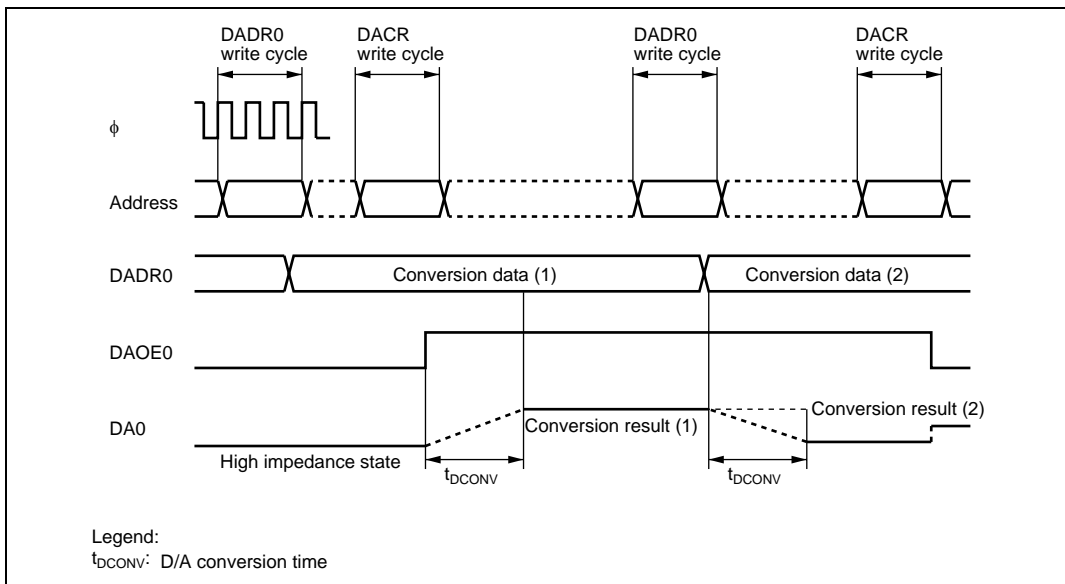 DADR0 write cycle
DACR write cycle
DADR0 write cycle
DACR write cycle
ϕ
Address
DADR0
Conversion data (1)
Conversion data (2)
DAOE0
DA0
Conversion result (1)
Conversion result (2)
High impedance state
tDCONV
tDCONV
Legend:
tDCONV: D/A conversion time